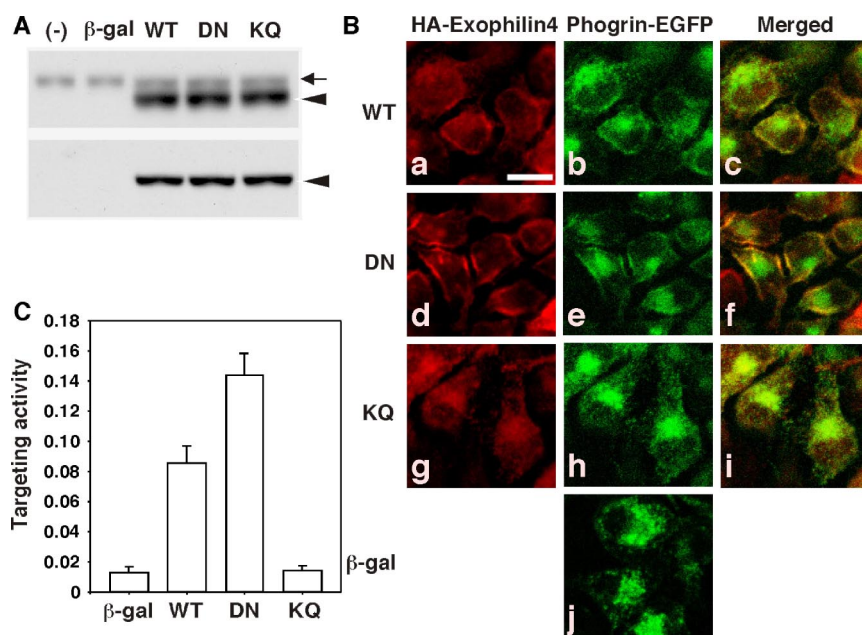 A
(-) β-gal WT DN KQ
B
HA-Exophilin4 Phogrin-EGFP Merged
WT
a b c
DN
d e f
KQ
g h i
β-gal
j
C
Targeting activity
0.18
0.16
0.14
0.12
0.10
0.08
0.06
0.04
0.02
0
β-gal WT DN KQ